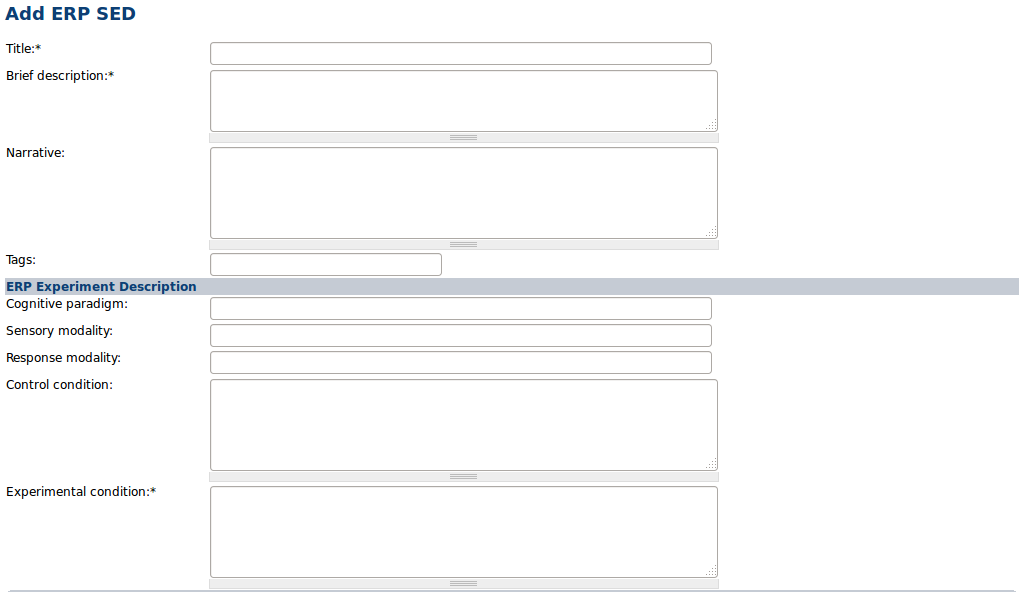 Add ERP SED
Title:*
Brief description:*
Narrative:
Tags:
ERP Experiment Description
Cognitive paradigm:
Sensory modality:
Response modality:
Control condition:
Experimental condition:*